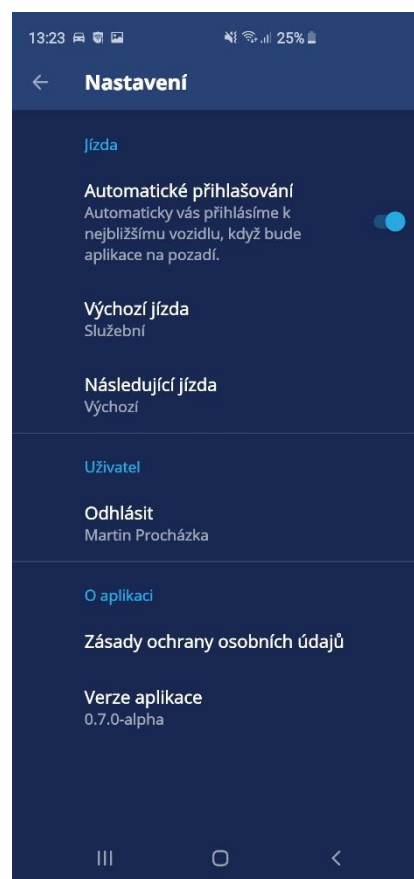 13:23 25%
Nastavení
Jízda
Automatické přihlašování
Automaticky vás přihlásíme k
nejbližšímu vozidlu, když bude
aplikace na pozadí.
Výchozí jízda
Služební
Následující jízda
Výchozí
Uživatel
Odhlásit
Martin Procházka
O aplikaci
Zásady ochrany osobních údajů
Verze aplikace
0.7.0-alpha